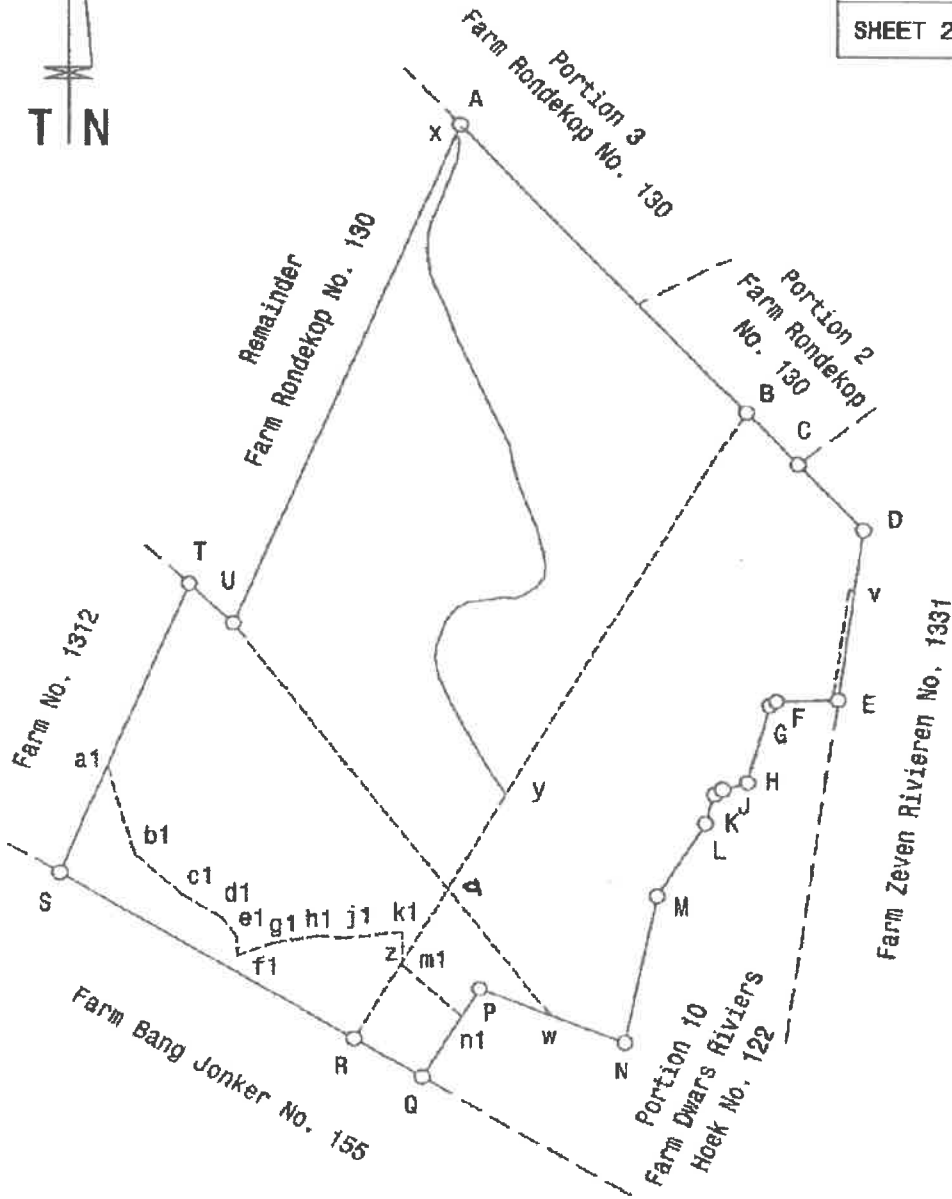 SHEET 2
T N
Portion 3
Farm Rondekop No. 130
A
x
Remainder
Farm Rondekop No. 130
Portion 2
Farm Rondekop
No. 130
B
C
D
T
U
v
Farm No. 1312
Farm Zeven Rivieren No. 1331
E
F
G
a1
H
J
y
K
L
b1
S
c1
d1
e1
g1
h1
j1
k1
f1
z
m1
M
P
n1
w
N
R
Q
Farm Bang Jonker No. 155
Portion 10
Farm Dwars Riviers
Hoek No. 122